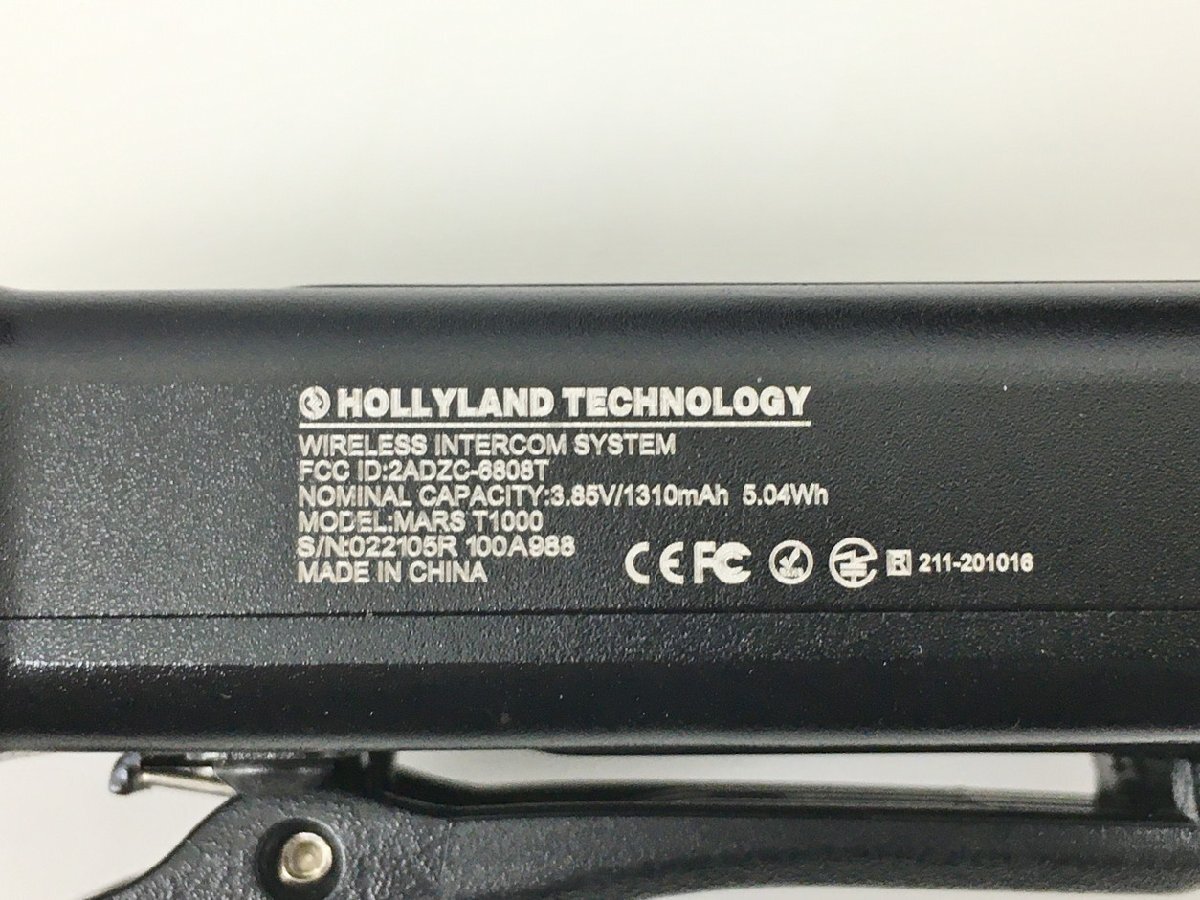 HOLLYLAND TECHNOLOGY
WIRELESS INTERCOM SYSTEM
FCC ID:2ADZC-6808T
NOMINAL CAPACITY:3.85V/1310mAh 5.04Wh
MODEL:MARS T1000
S/N:022105R 100A988
MADE IN CHINA
CE FC R 211-201016